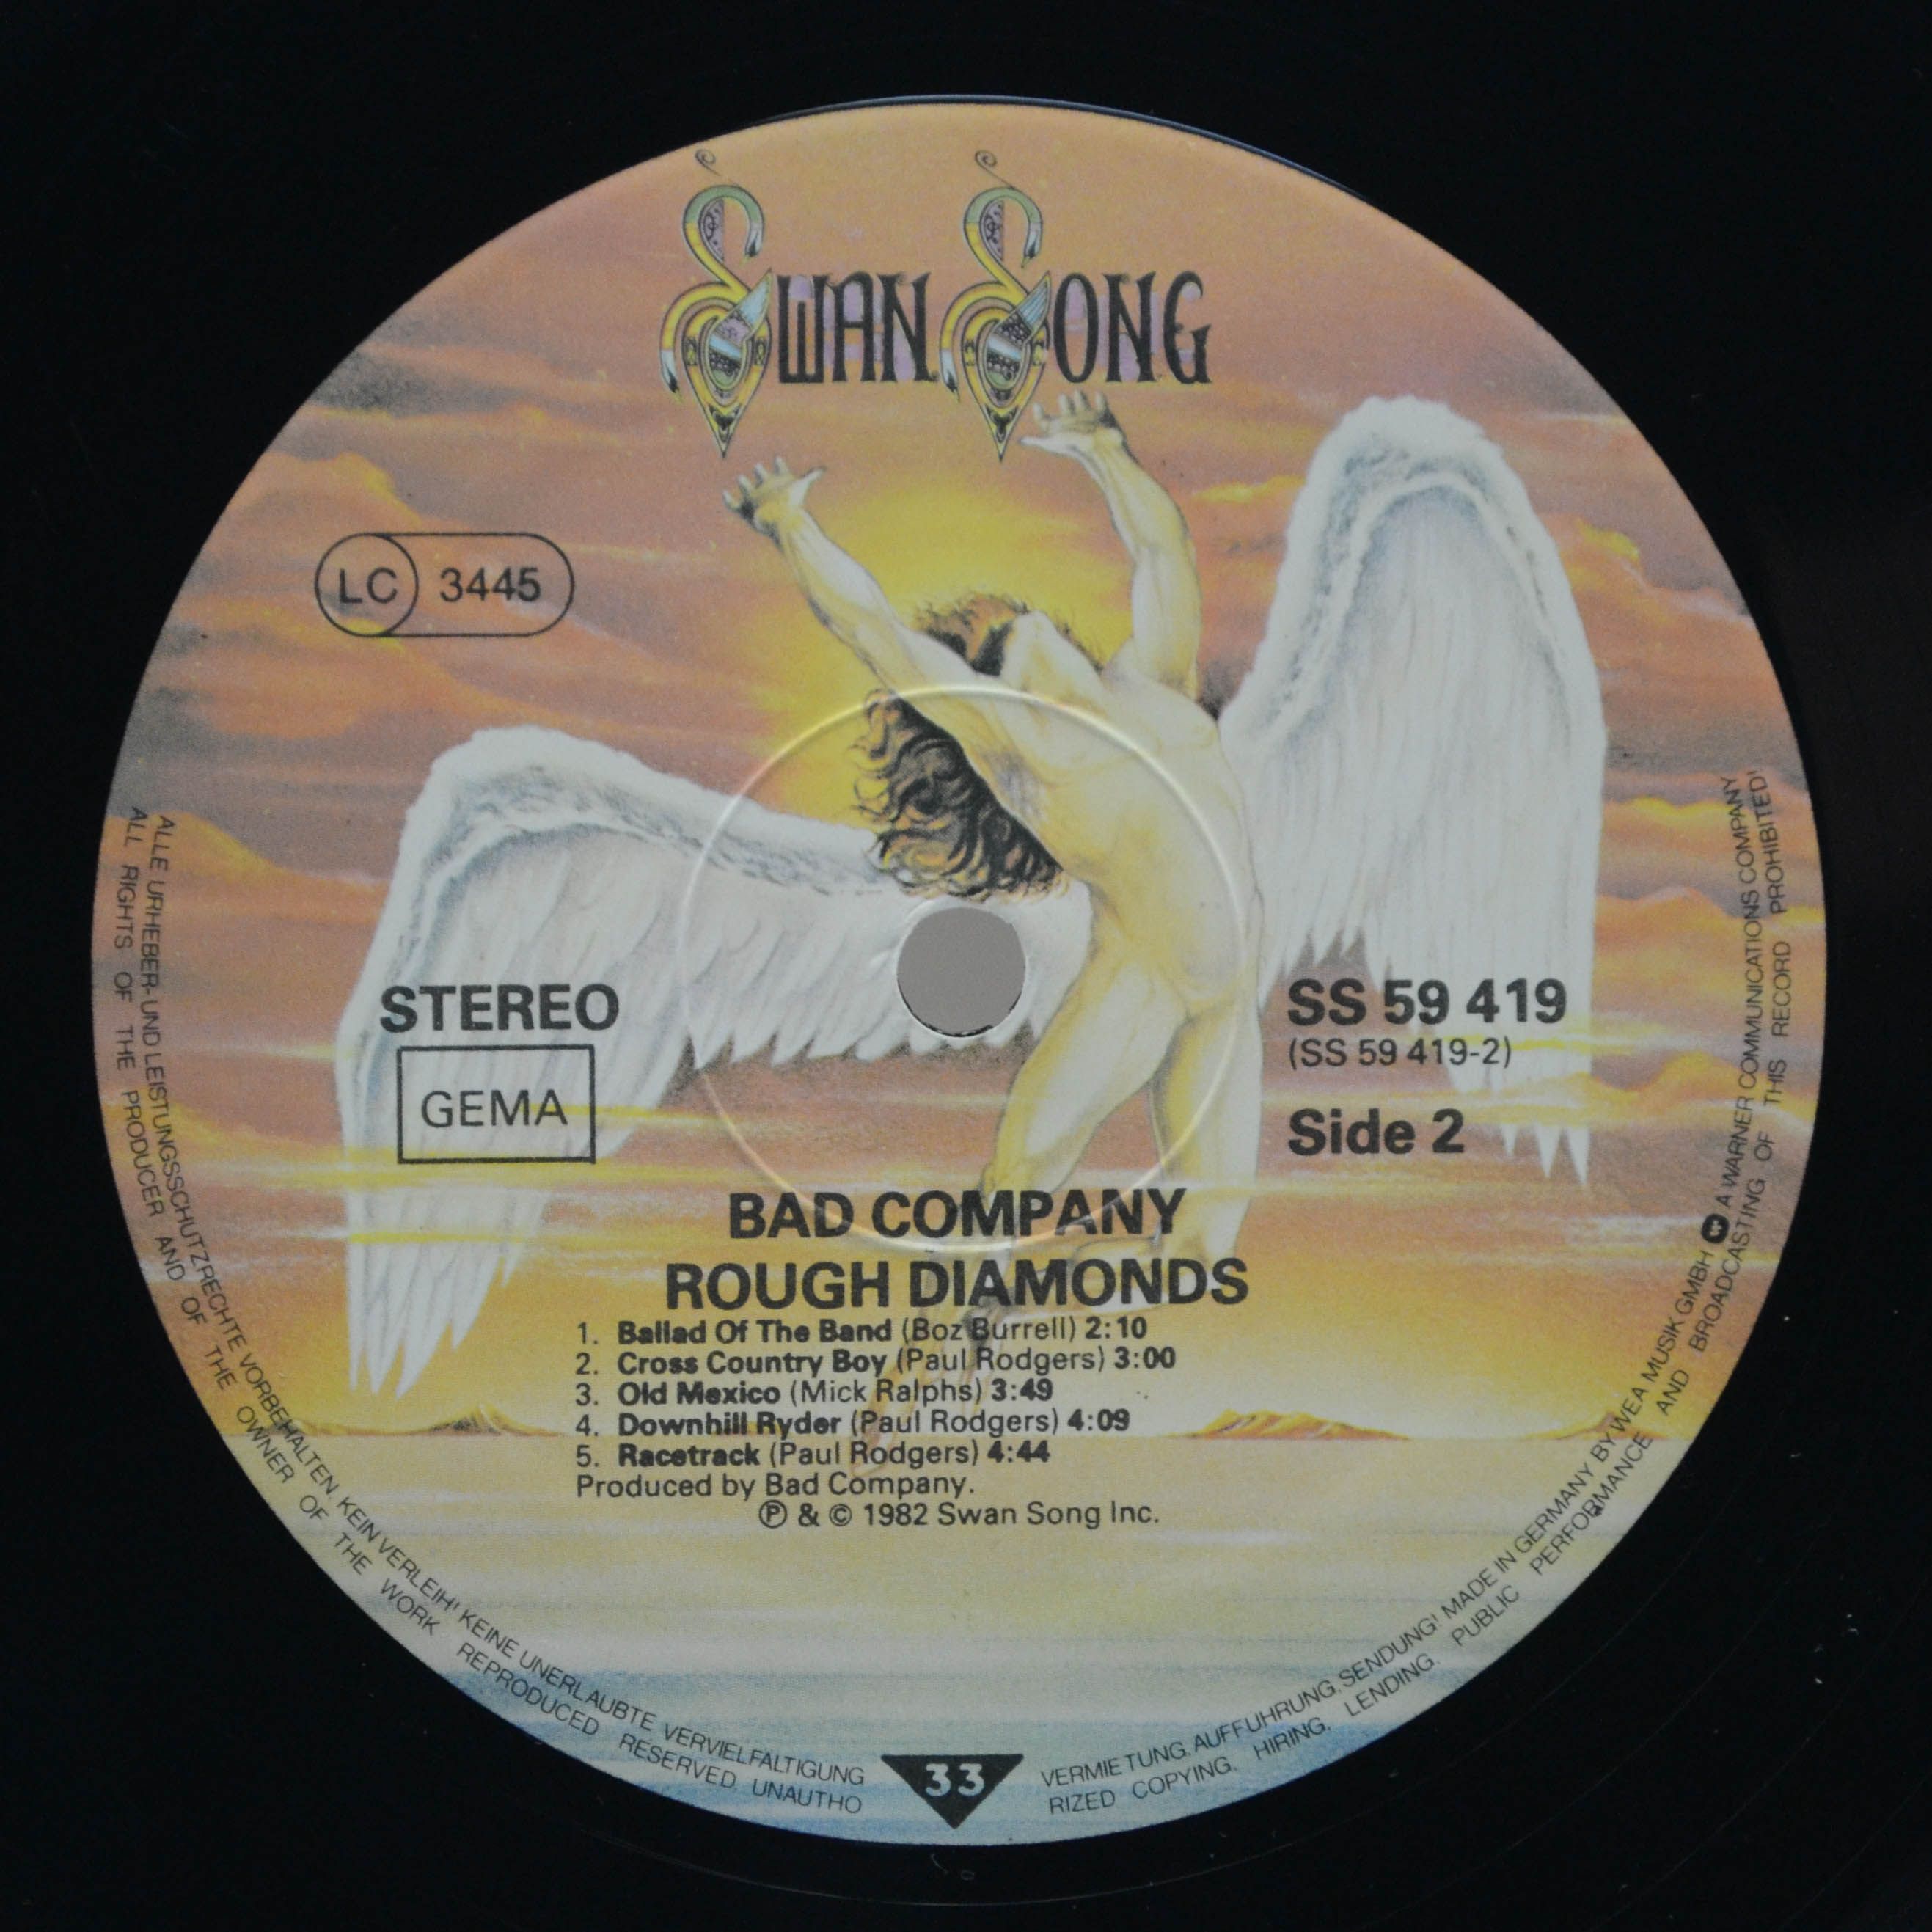 SWAN SONG
LC 3445
STEREO
GEMA
SS 59 419
(SS 59 419-2)
Side 2
BAD COMPANY
ROUGH DIAMONDS
1. Ballad Of The Band (Boz Burrell) 2:10
2. Cross Country Boy (Paul Rodgers) 3:00
3. Old Mexico (Mick Ralphs) 3:49
4. Downhill Ryder (Paul Rodgers) 4:09
5. Racetrack (Paul Rodgers) 4:44
Produced by Bad Company.
Ⓟ & © 1982 Swan Song Inc.
ALLE URHEBER- UND LEISTUNGSSCHUTZRECHTE VORBEHALTEN. KEIN VERLEIH! KEINE UNERLAUBTE VERVIELFALTIGUNG
VERMIETUNG. AUFFUHRUNG. SENDUNG! MADE IN GERMANY BY WEA MUSIK GMBH A WARNER COMMUNICATIONS COMPANY
ALL RIGHTS OF THE PRODUCER AND OF THE OWNER OF THE WORK REPRODUCED RESERVED. UNAUTHO
RIZED COPYING. HIRING. LENDING. PUBLIC PERFORMANCE AND BROADCASTING OF THIS RECORD PROHIBITED!
33